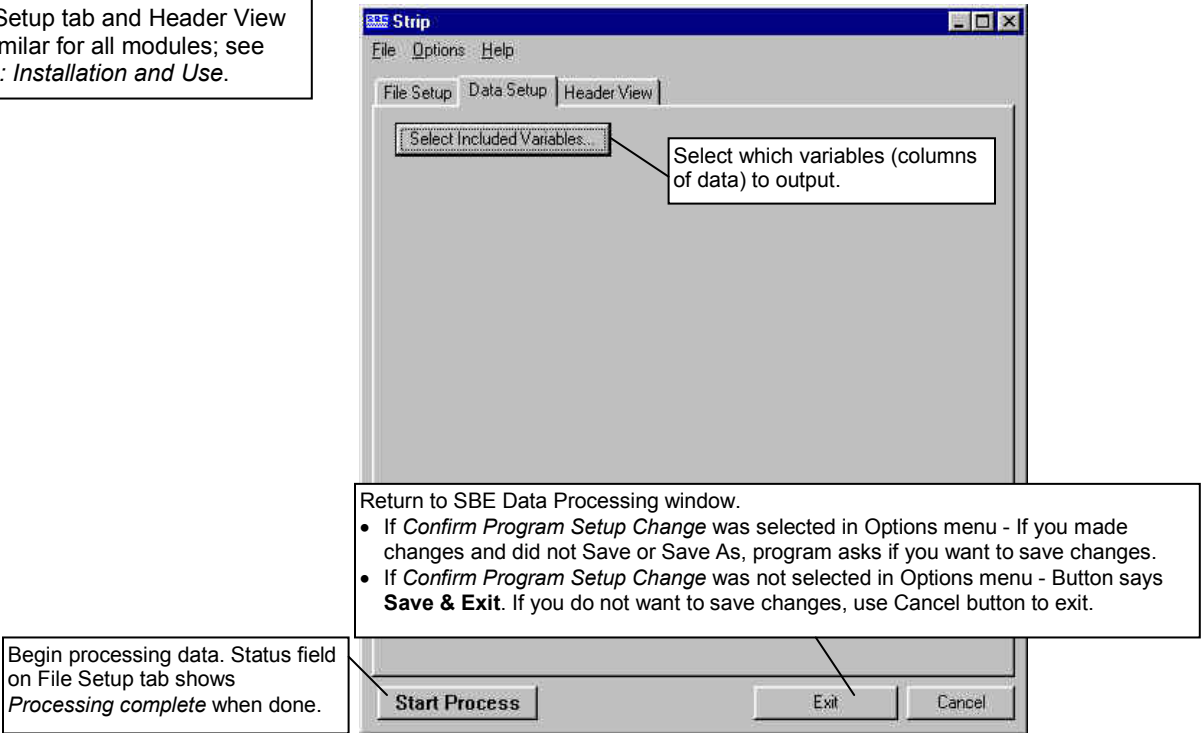 Setup tab and Header View
milar for all modules; see
: Installation and Use.
SBE Strip
File Options Help
File Setup Data Setup Header View
Select Included Variables...
Select which variables (columns
of data) to output.
Return to SBE Data Processing window.
• If Confirm Program Setup Change was selected in Options menu - If you made
changes and did not Save or Save As, program asks if you want to save changes.
• If Confirm Program Setup Change was not selected in Options menu - Button says
Save & Exit. If you do not want to save changes, use Cancel button to exit.
Begin processing data. Status field
on File Setup tab shows
Processing complete when done.
Start Process Exit Cancel